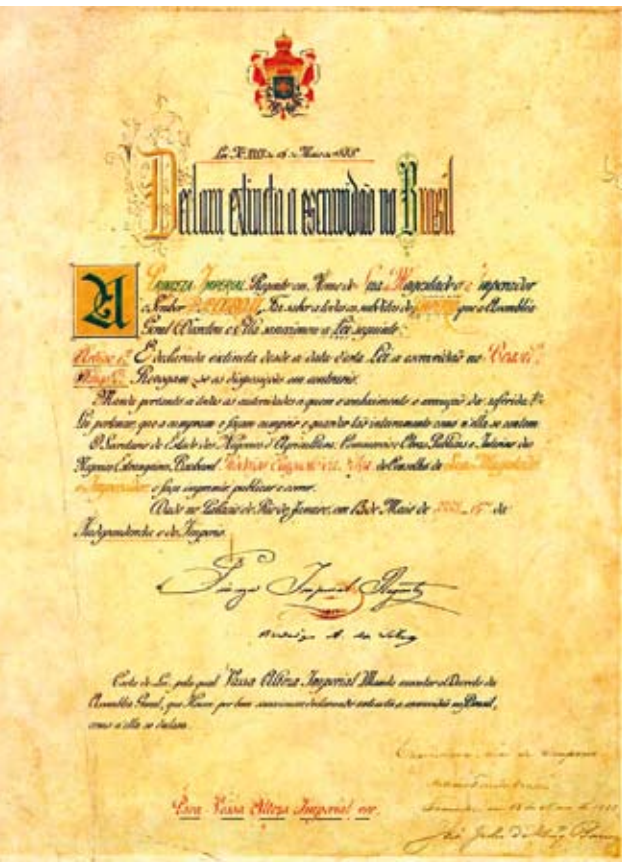 Lei Nº 3353 de 13 de Maio de 1888
Declara extincta a escravidão no Brasil
A PRINCEZA IMPERIAL Regente em Nome de Sua Magestade o Imperador
o Senhor D. PEDRO II, Faz saber a todos os subditos do IMPERIO que a Assembléa
Geral Decretou e Ella sanccionou a Lei seguinte:
Artigo 1º É declarada extincta desde a data d'esta Lei a escravidão no Brazil.
Artigo 2º Revogam-se as disposições em contrario.
Manda portanto a todas as autoridades a quem o conhecimento e execução da referida
Lei pertencer, que a cumpram e façam cumprir e guardar tão inteiramente como n'ella se contem
O Secretario de Estado dos Negocios d'Agricultura, Commercio e Obras Publicas e Interino dos
Negocios Estrangeiros, Bacharel Rodrigo Augusto da Silva do Conselho de Sua Magestade
o Imperador, o faça imprimir publicar e correr.
Dado no Palacio do Rio de Janeiro, em 13 de Maio de 1888, 67º da
Independencia e do Imperio.
Princeza Imperial Regente
Rodrigo A. da Silva
Carta de Lei, pela qual Vossa Alteza Imperial Manda executar o Decreto da
Assembléa Geral, que Houve por bem sanccionar declarando extincta a escravidão no Brazil,
como n'ella se declara.
Para Vossa Alteza Imperial ver.